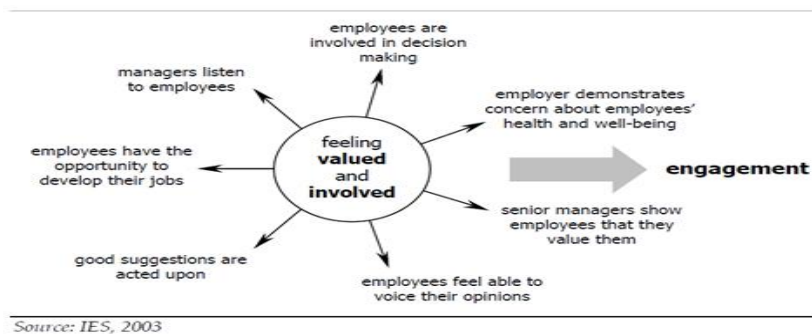 employees are
involved in decision
making
managers listen
to employees
employer demonstrates
concern about employees'
health and well-being
feeling
valued
and
involved
employees have the
opportunity to
develop their jobs
engagement
senior managers show
employees that they
value them
good suggestions are
acted upon
employees feel able to
voice their opinions
Source: IES, 2003